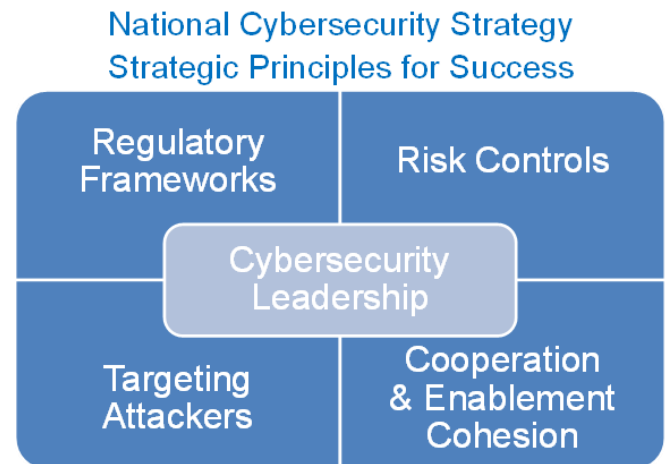 National Cybersecurity Strategy
Strategic Principles for Success
Regulatory
Frameworks
Risk Controls
Cybersecurity
Leadership
Targeting
Attackers
Cooperation
& Enablement
Cohesion